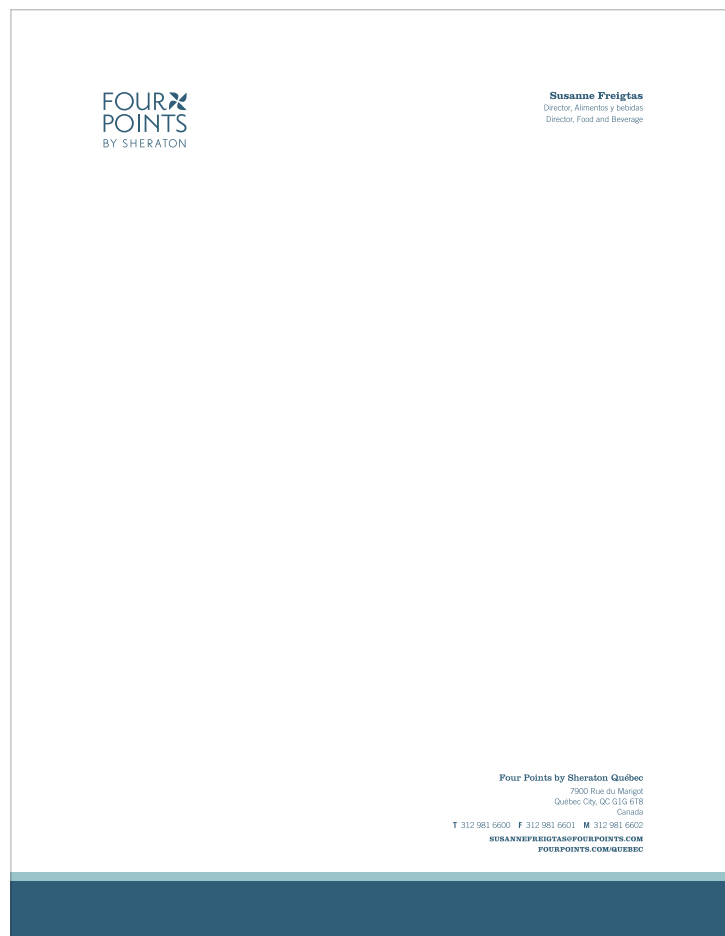 FOUR
POINTS
BY SHERATON
Susanne Freigtas
Director, Alimentos y bebidas
Director, Food and Beverage
Four Points by Sheraton Québec
7900 Rue du Marigot
Québec City, QC G1G 6T8
Canada
T 312 981 6600 F 312 981 6601 M 312 981 6602
SUSANNEFREIGTAS@FOURPOINTS.COM
FOURPOINTS.COM/QUEBEC